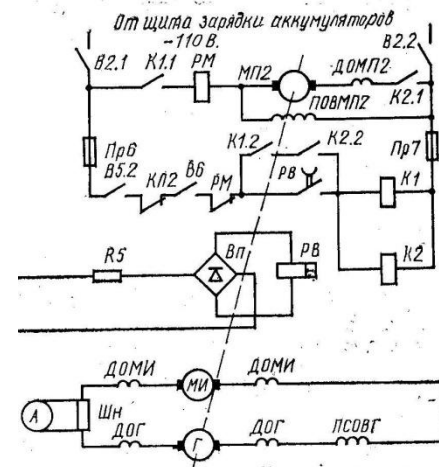 От щита зарядки аккумуляторов
~110 В.
В2.1
К1.1
РМ
МП2
ДОМП2
В2.2
К2.1
ПОВМП2
Пр6
К1.2
К2.2
Пр7
В5.2
КЛ2
В6
РМ
РВ
К1
R5
Вп
РВ
К2
ДОМИ
МИ
ДОМИ
А
Шн
ДОГ
Г
ДОГ
ПСОВГ